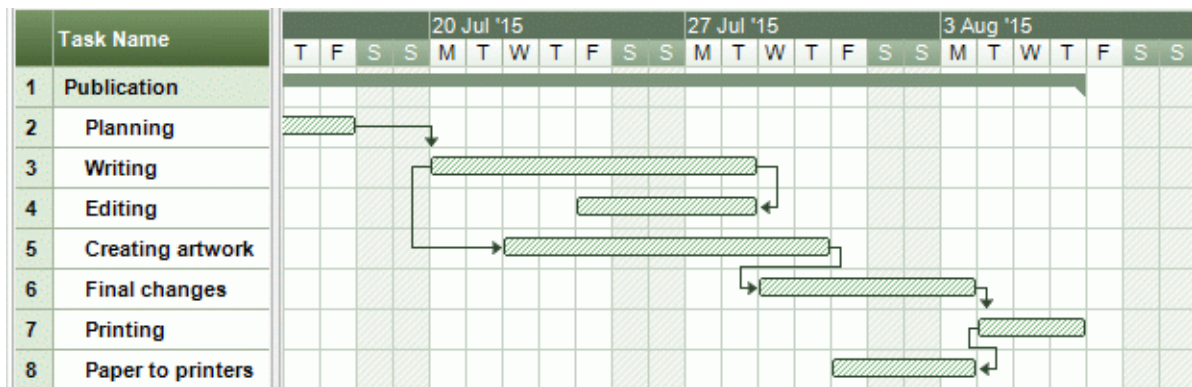 Task Name
20 Jul '15 27 Jul '15 3 Aug '15
T F S S M T W T F S S M T W T F S S M T W T F S S
1 Publication
2 Planning
3 Writing
4 Editing
5 Creating artwork
6 Final changes
7 Printing
8 Paper to printers